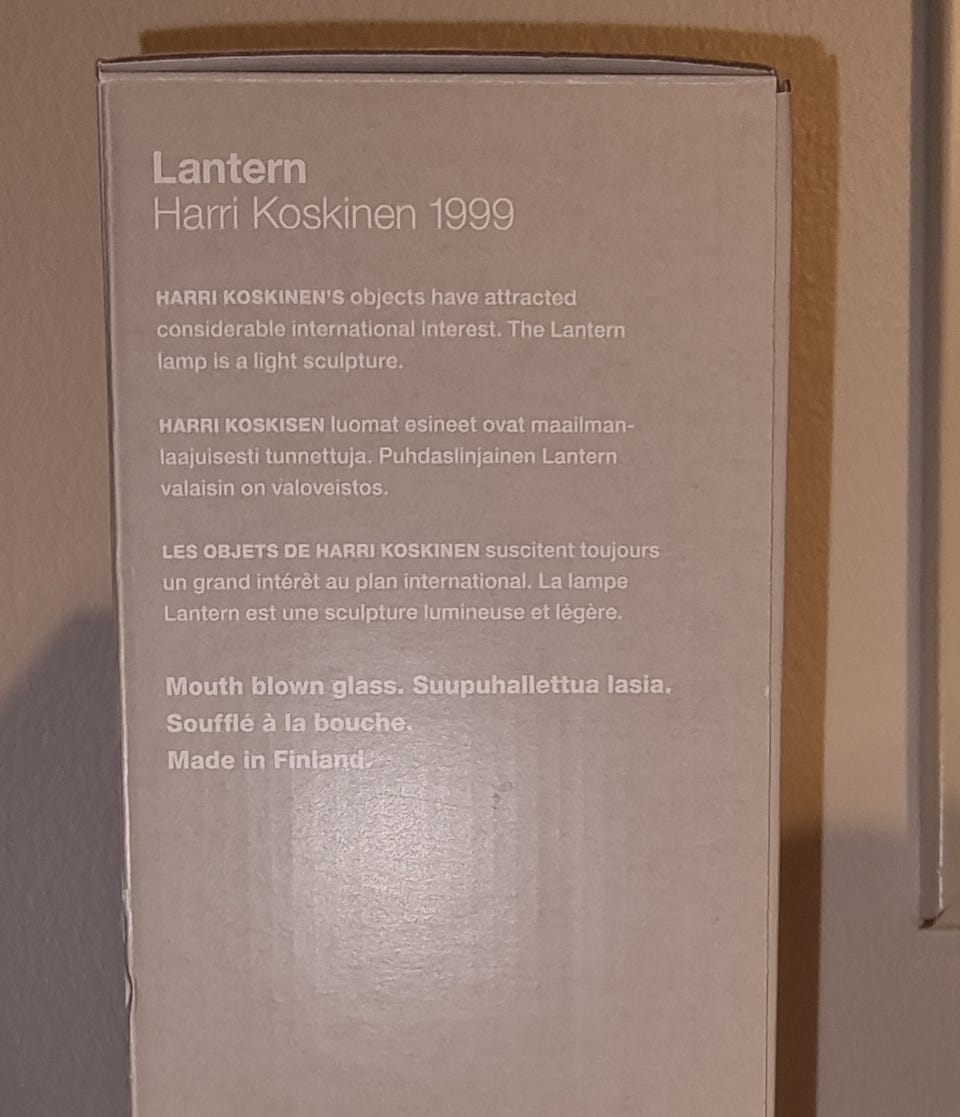 Lantern
Harri Koskinen 1999
HARRI KOSKINEN'S objects have attracted
considerable international interest. The Lantern
lamp is a light sculpture.
HARRI KOSKISEN luomat esineet ovat maailman-
laajuisesti tunnettuja. Puhdaslinjainen Lantern
valaisin on valoveistos.
LES OBJETS DE HARRI KOSKINEN suscitent toujours
un grand intérêt au plan international. La lampe
Lantern est une sculpture lumineuse et légère.
Mouth blown glass. Suupuhallettua lasia.
Soufflé à la bouche.
Made in Finland.